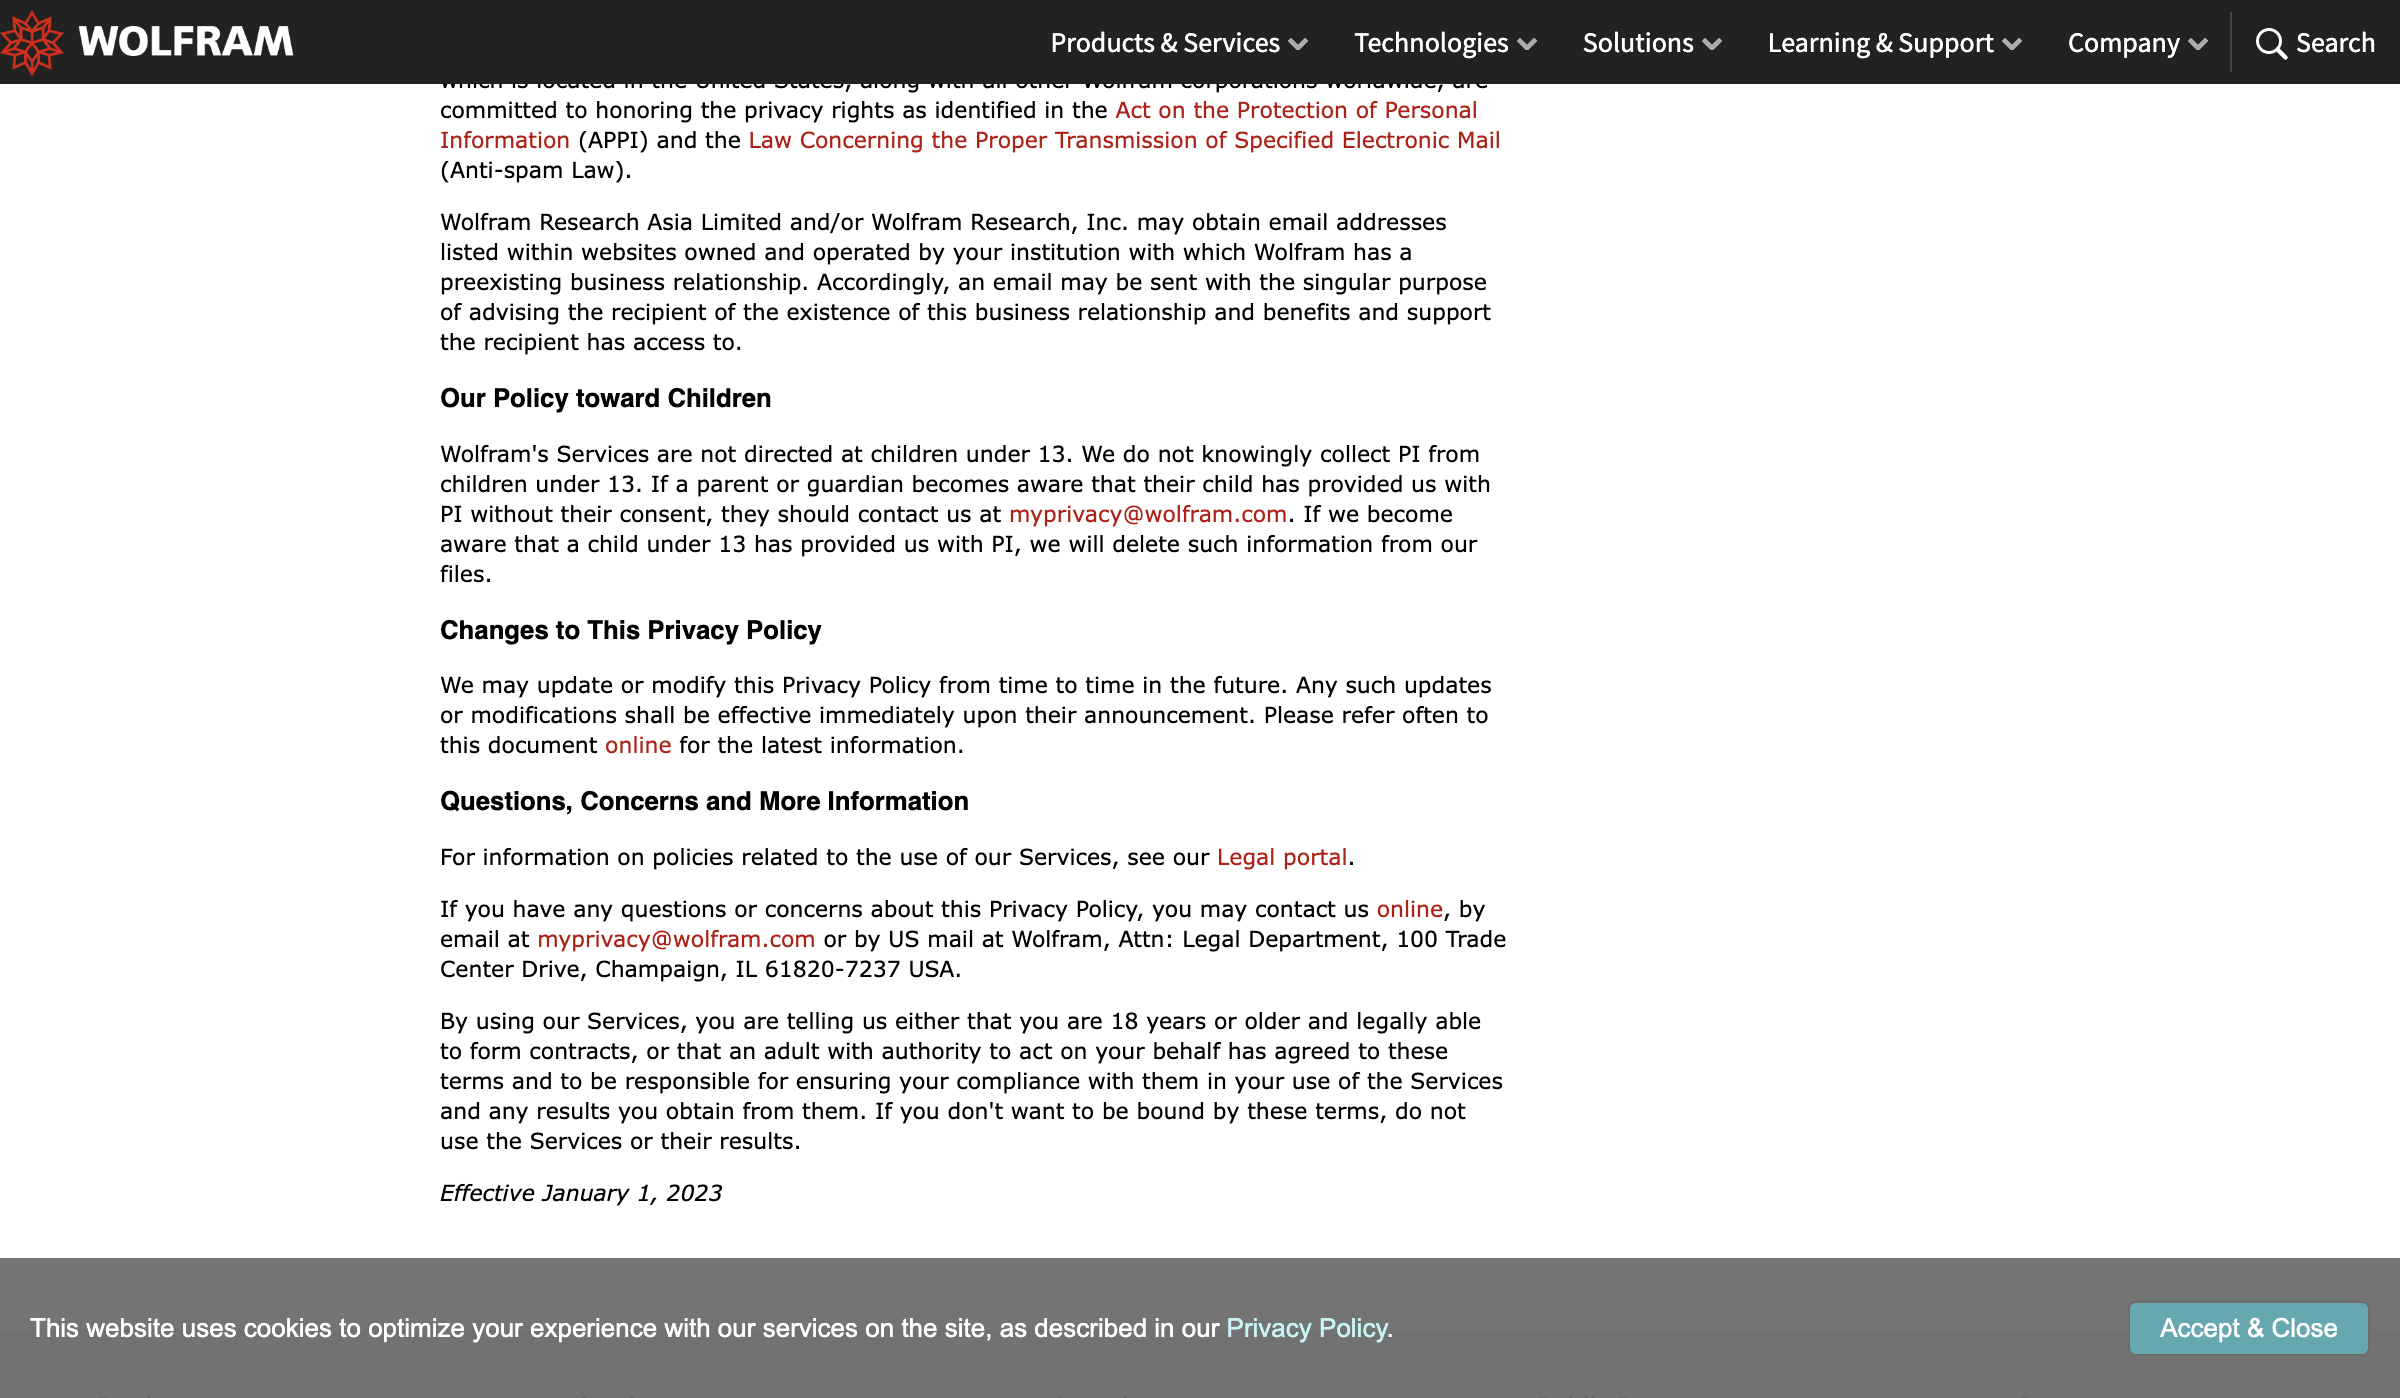 WOLFRAM
Products & Services
Technologies
Solutions
Learning & Support
Company
Search
which is located in the United States, along with all other Wolfram corporations worldwide, are
committed to honoring the privacy rights as identified in the Act on the Protection of Personal
Information (APPI) and the Law Concerning the Proper Transmission of Specified Electronic Mail
(Anti-spam Law).
Wolfram Research Asia Limited and/or Wolfram Research, Inc. may obtain email addresses
listed within websites owned and operated by your institution with which Wolfram has a
preexisting business relationship. Accordingly, an email may be sent with the singular purpose
of advising the recipient of the existence of this business relationship and benefits and support
the recipient has access to.
Our Policy toward Children
Wolfram's Services are not directed at children under 13. We do not knowingly collect PI from
children under 13. If a parent or guardian becomes aware that their child has provided us with
PI without their consent, they should contact us at myprivacy@wolfram.com. If we become
aware that a child under 13 has provided us with PI, we will delete such information from our
files.
Changes to This Privacy Policy
We may update or modify this Privacy Policy from time to time in the future. Any such updates
or modifications shall be effective immediately upon their announcement. Please refer often to
this document online for the latest information.
Questions, Concerns and More Information
For information on policies related to the use of our Services, see our Legal portal.
If you have any questions or concerns about this Privacy Policy, you may contact us online, by
email at myprivacy@wolfram.com or by US mail at Wolfram, Attn: Legal Department, 100 Trade
Center Drive, Champaign, IL 61820-7237 USA.
By using our Services, you are telling us either that you are 18 years or older and legally able
to form contracts, or that an adult with authority to act on your behalf has agreed to these
terms and to be responsible for ensuring your compliance with them in your use of the Services
and any results you obtain from them. If you don't want to be bound by these terms, do not
use the Services or their results.
Effective January 1, 2023
This website uses cookies to optimize your experience with our services on the site, as described in our Privacy Policy.
Accept & Close